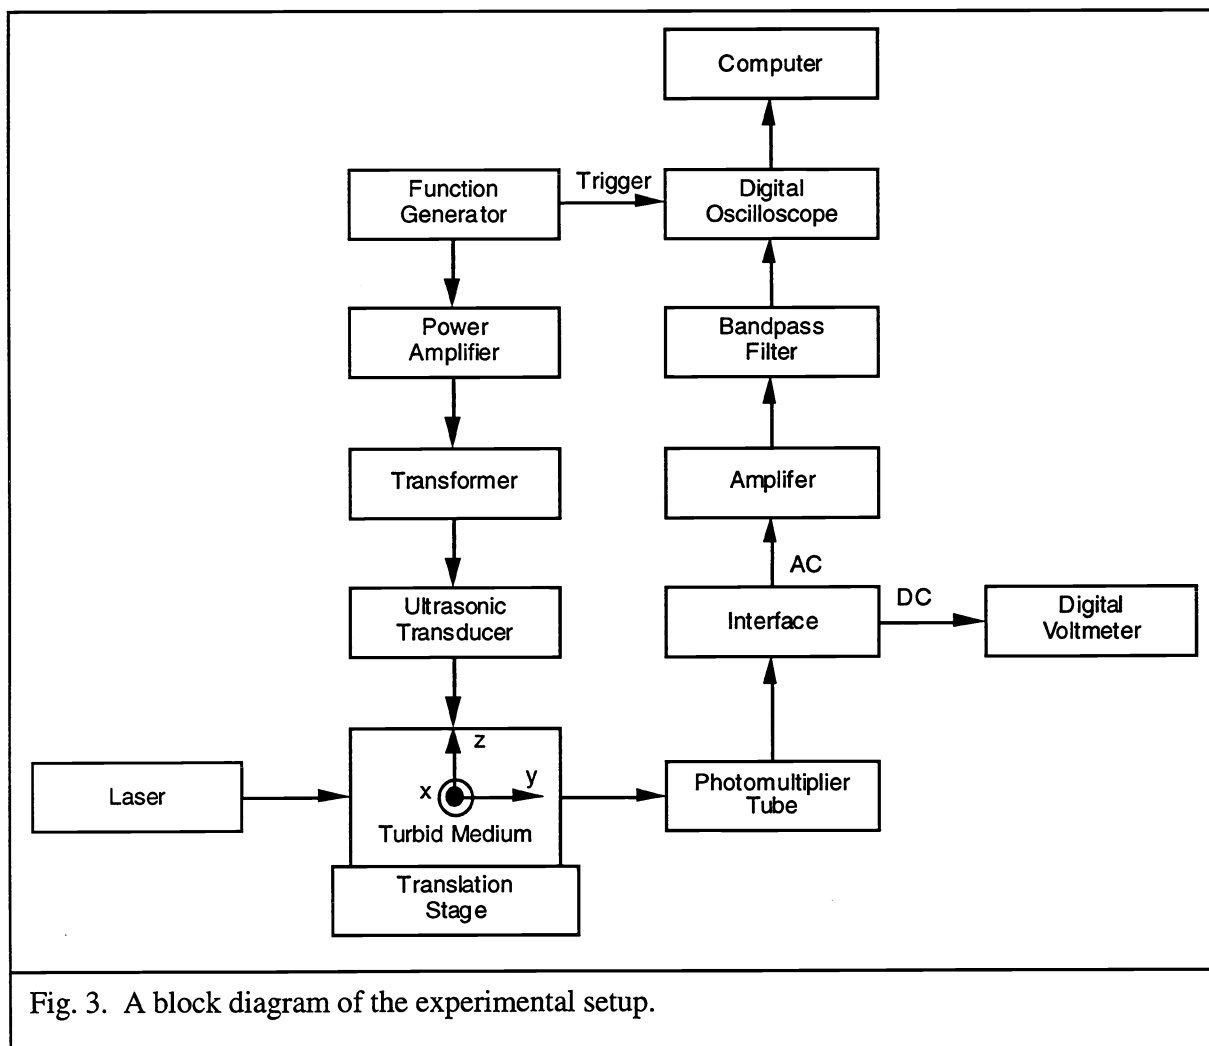 Computer
Function
Generator
Trigger
Digital
Oscilloscope
Power
Amplifier
Bandpass
Filter
Transformer
Amplifer
AC
Ultrasonic
Transducer
Interface
DC
Digital
Voltmeter
Laser
z
x
y
Turbid Medium
Photomultiplier
Tube
Translation
Stage
Fig. 3. A block diagram of the experimental setup.